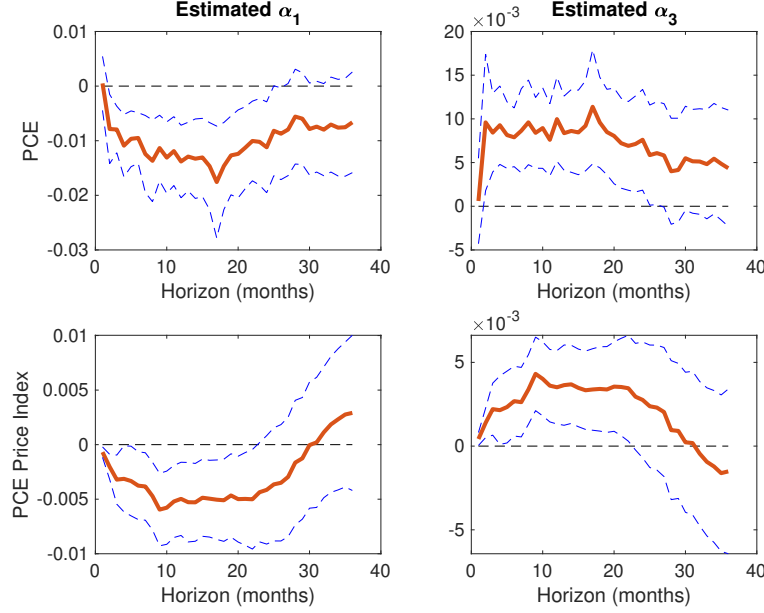 Estimated α1
0.01
0
-0.01
-0.02
-0.03
PCE
0 10 20 30 40
Horizon (months)
Estimated α3
×10-3
20
15
10
5
0
-5
0 10 20 30 40
Horizon (months)
0.01
0.005
0
-0.005
-0.01
PCE Price Index
0 10 20 30 40
Horizon (months)
×10-3
5
0
-5
0 10 20 30 40
Horizon (months)